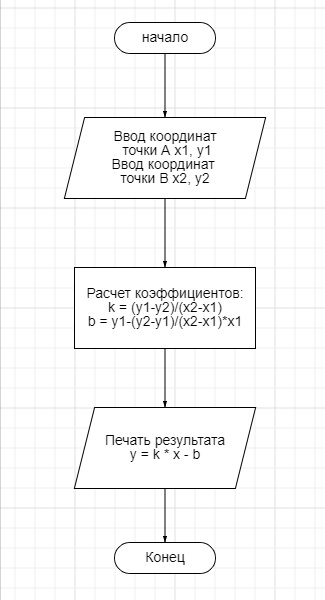 начало
Ввод координат
точки А x1, y1
Ввод координат
точки В x2, y2
Расчет коэффициентов:
k = (y1-y2)/(x2-x1)
b = y1-(y2-y1)/(x2-x1)*x1
Печать результата
y = k * x - b
Конец